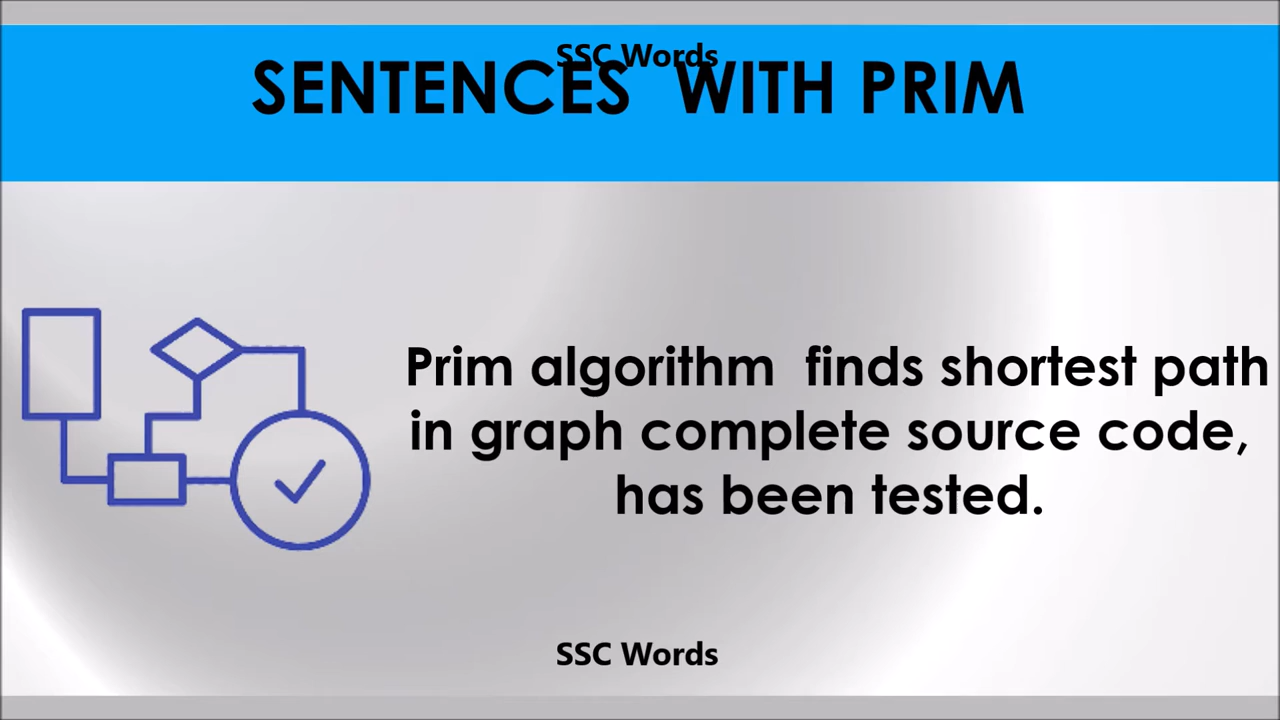 SSC Words
SENTENCES WITH PRIM
Prim algorithm finds shortest path
in graph complete source code,
has been tested.
SSC Words